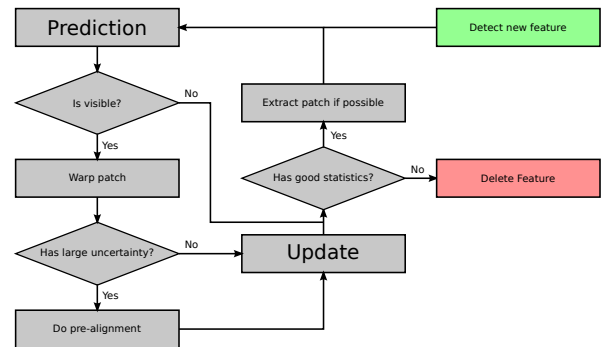 Prediction
Detect new feature
Is visible?
No
Extract patch if possible
Yes
Yes
Warp patch
Has good statistics?
No
Delete Feature
Has large uncertainty?
No
Update
Yes
Do pre-alignment